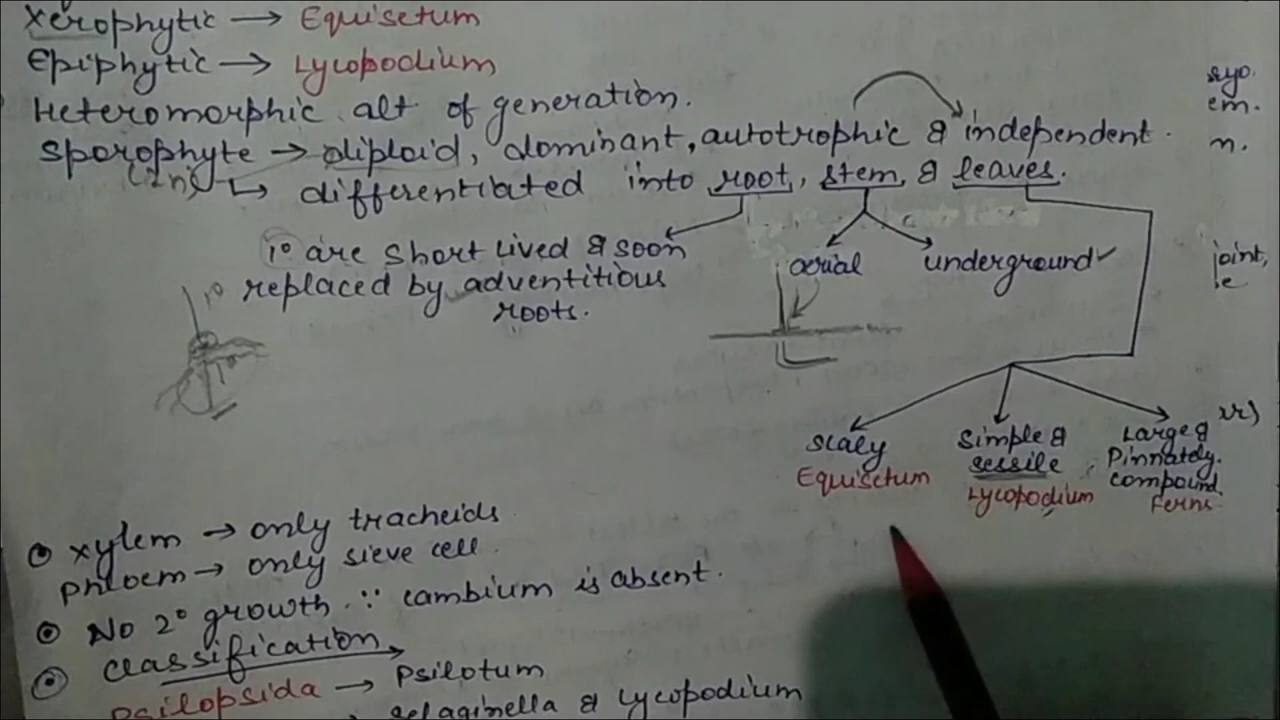 Xerophytic → Equisetum
Epiphytic → Lycopodium
Heteromorphic alt of generation.
Sporophyte → diploid, dominant, autotrophic & independent.
(2n) ↳ differentiated into root, stem, & leaves.
1° are short lived & soon
replaced by adventitious
roots.
1°
aerial
underground
scaly
Equisetum
Simple &
sessile
Lycopodium
Large &
Pinnately
compound
Ferns.
xylem → only tracheids
phloem → only sieve cell.
No 2° growth ∵ cambium is absent.
Classification
Psilopsida → Psilotum
Selaginella & Lycopodium
em.
n.
joint,